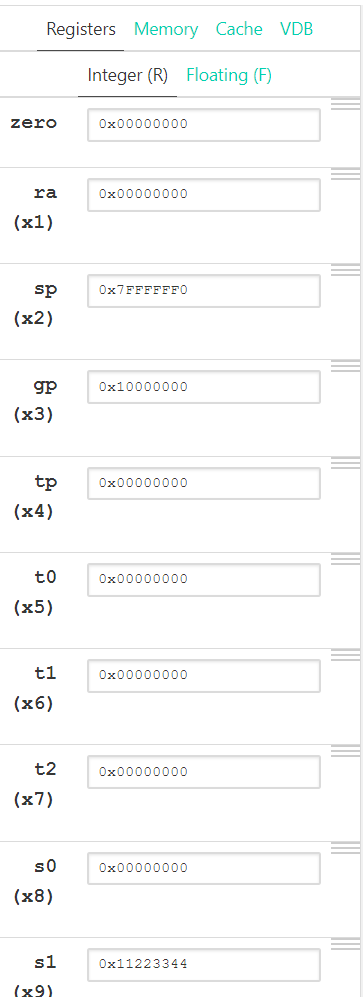 Registers Memory Cache VDB
Integer (R) Floating (F)
zero 0x00000000
ra 0x00000000
(x1)
sp 0x7FFFFFF0
(x2)
gp 0x10000000
(x3)
tp 0x00000000
(x4)
t0 0x00000000
(x5)
t1 0x00000000
(x6)
t2 0x00000000
(x7)
s0 0x00000000
(x8)
s1 0x11223344
(x9)